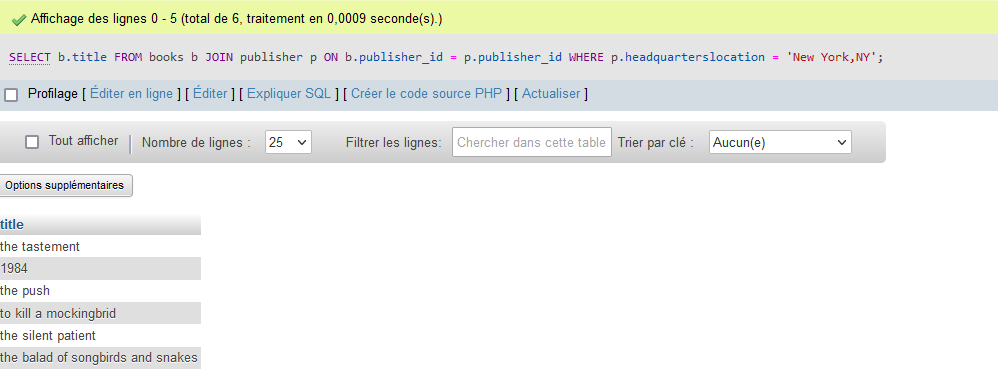 Affichage des lignes 0 - 5 (total de 6, traitement en 0,0009 seconde(s).)
SELECT b.title FROM books b JOIN publisher p ON b.publisher_id = p.publisher_id WHERE p.headquarterslocation = 'New York,NY';
Profilage [ Éditer en ligne ] [ Éditer ] [ Expliquer SQL ] [ Créer le code source PHP ] [ Actualiser ]
Tout afficher Nombre de lignes : 25 Filtrer les lignes: Chercher dans cette table Trier par clé : Aucun(e)
Options supplémentaires
title
the tastement
1984
the push
to kill a mockingbrid
the silent patient
the balad of songbirds and snakes